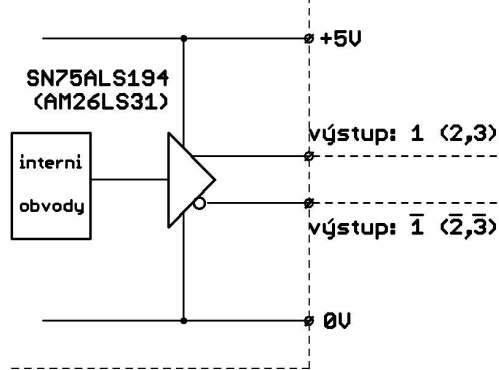 +5V
SN75ALS194
(AM26LS31)
výstup: 1 (2,3)
interni
obvody
výstup: 1̅ (2̅,3̅)
0V